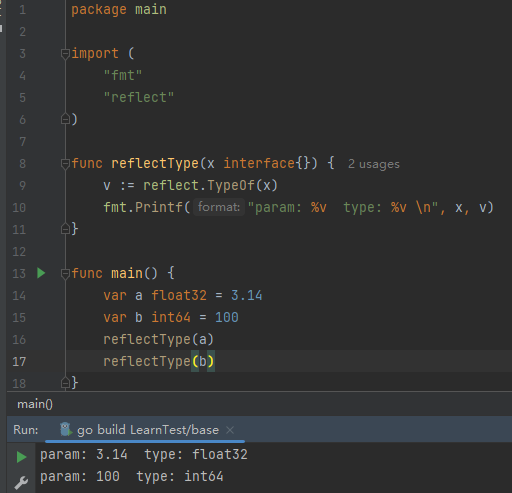 1 package main
2
3 import (
4 "fmt"
5 "reflect"
6 )
7
8 func reflectType(x interface{}) { 2 usages
9 v := reflect.TypeOf(x)
10 fmt.Printf( format: "param: %v  type: %v \n", x, v)
11 }
12
13 func main() {
14 var a float32 = 3.14
15 var b int64 = 100
16 reflectType(a)
17 reflectType(b)
18 }
main()
Run: go build LearnTest/base ×
param: 3.14  type: float32
param: 100  type: int64